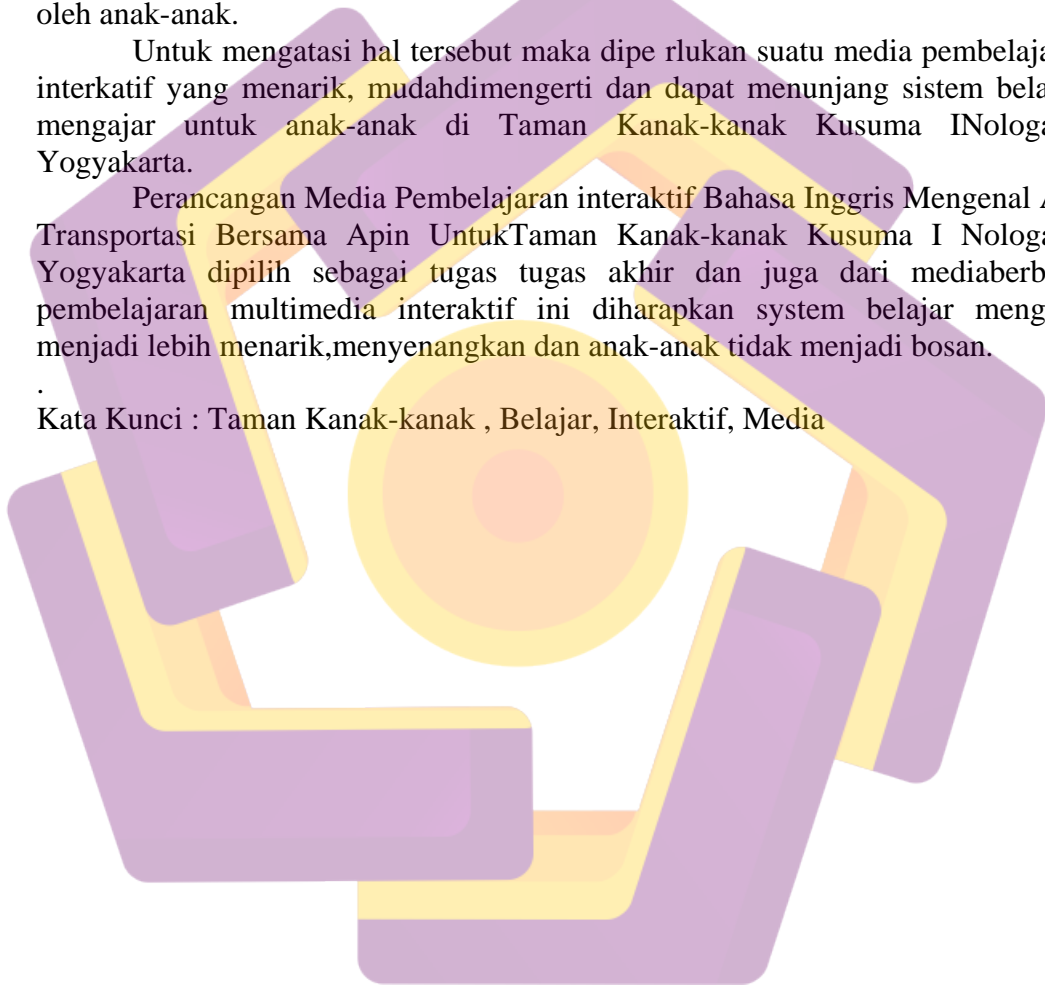 oleh anak-anak.
Untuk mengatasi hal tersebut maka dipe rlukan suatu media pembelaja
interkatif yang menarik, mudahdimengerti dan dapat menunjang sistem bela
mengajar untuk anak-anak di Taman Kanak-kanak Kusuma INologa
Yogyakarta.
Perancangan Media Pembelajaran interaktif Bahasa Inggris Mengenal A
Transportasi Bersama Apin UntukTaman Kanak-kanak Kusuma I Nologa
Yogyakarta dipilih sebagai tugas tugas akhir dan juga dari mediaberb
pembelajaran multimedia interaktif ini diharapkan system belajar meng
menjadi lebih menarik,menyenangkan dan anak-anak tidak menjadi bosan.
.
Kata Kunci : Taman Kanak-kanak , Belajar, Interaktif, Media